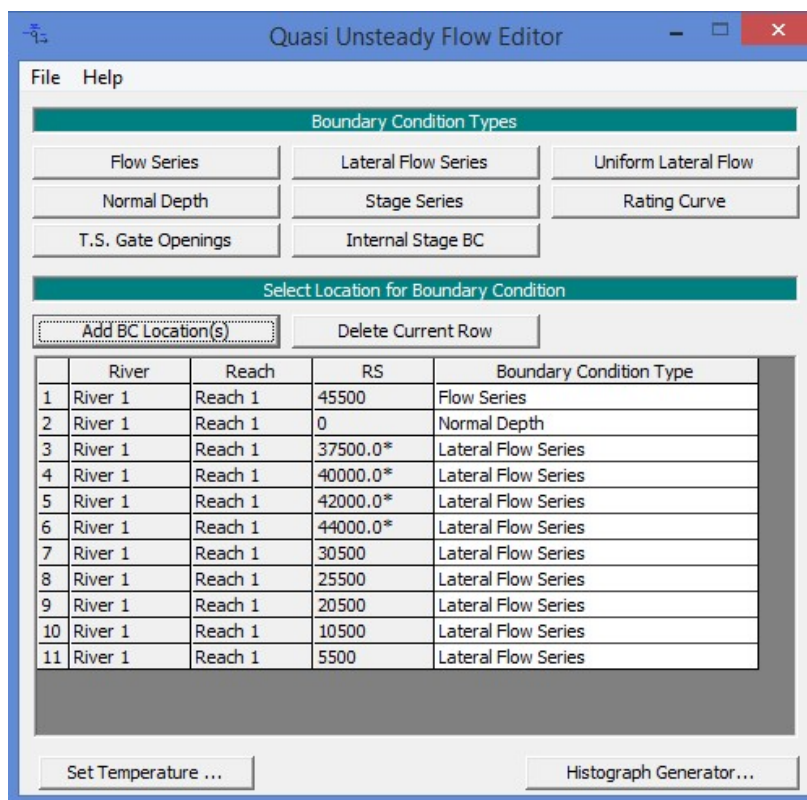 Quasi Unsteady Flow Editor
File Help
Boundary Condition Types
Flow Series Lateral Flow Series Uniform Lateral Flow
Normal Depth Stage Series Rating Curve
T.S. Gate Openings Internal Stage BC
Select Location for Boundary Condition
Add BC Location(s) Delete Current Row
River Reach RS Boundary Condition Type
1 River 1 Reach 1 45500 Flow Series
2 River 1 Reach 1 0 Normal Depth
3 River 1 Reach 1 37500.0* Lateral Flow Series
4 River 1 Reach 1 40000.0* Lateral Flow Series
5 River 1 Reach 1 42000.0* Lateral Flow Series
6 River 1 Reach 1 44000.0* Lateral Flow Series
7 River 1 Reach 1 30500 Lateral Flow Series
8 River 1 Reach 1 25500 Lateral Flow Series
9 River 1 Reach 1 20500 Lateral Flow Series
10 River 1 Reach 1 10500 Lateral Flow Series
11 River 1 Reach 1 5500 Lateral Flow Series
Set Temperature ... Histograph Generator...